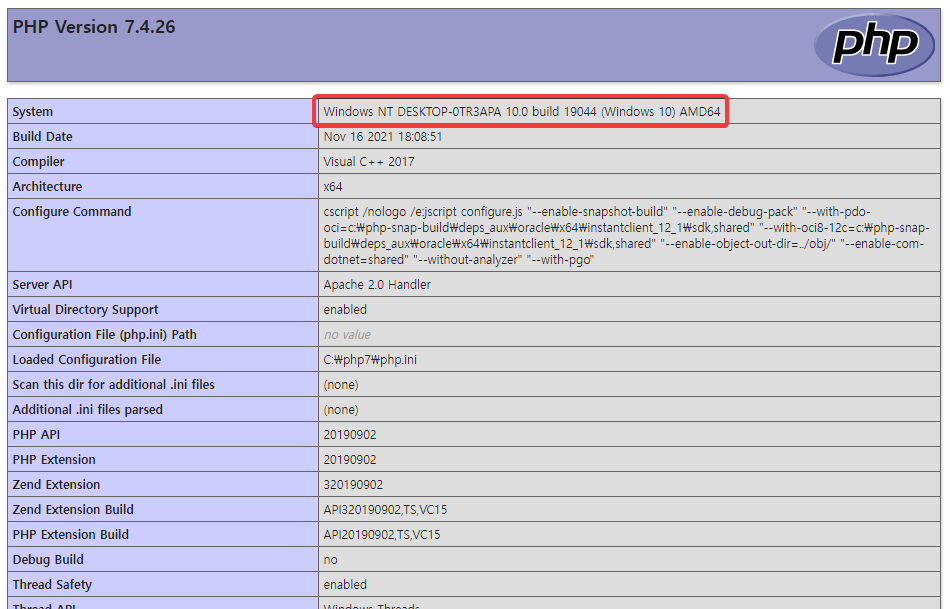 PHP Version 7.4.26
php
System Windows NT DESKTOP-0TR3APA 10.0 build 19044 (Windows 10) AMD64
Build Date Nov 16 2021 18:08:51
Compiler Visual C++ 2017
Architecture x64
Configure Command cscript /nologo /e:jscript configure.js "--enable-snapshot-build" "--enable-debug-pack" "--with-pdo-
oci=c:₩php-snap-build₩deps_aux₩oracle₩x64₩instantclient_12_1₩sdk,shared" "--with-oci8-12c=c:₩php-snap-
build₩deps_aux₩oracle₩x64₩instantclient_12_1₩sdk,shared" "--enable-object-out-dir=../obj/" "--enable-com-
dotnet=shared" "--without-analyzer" "--with-pgo"
Server API Apache 2.0 Handler
Virtual Directory Support enabled
Configuration File (php.ini) Path no value
Loaded Configuration File C:₩php7₩php.ini
Scan this dir for additional .ini files (none)
Additional .ini files parsed (none)
PHP API 20190902
PHP Extension 20190902
Zend Extension 320190902
Zend Extension Build API320190902,TS,VC15
PHP Extension Build API20190902,TS,VC15
Debug Build no
Thread Safety enabled
Thread API Windows Threads